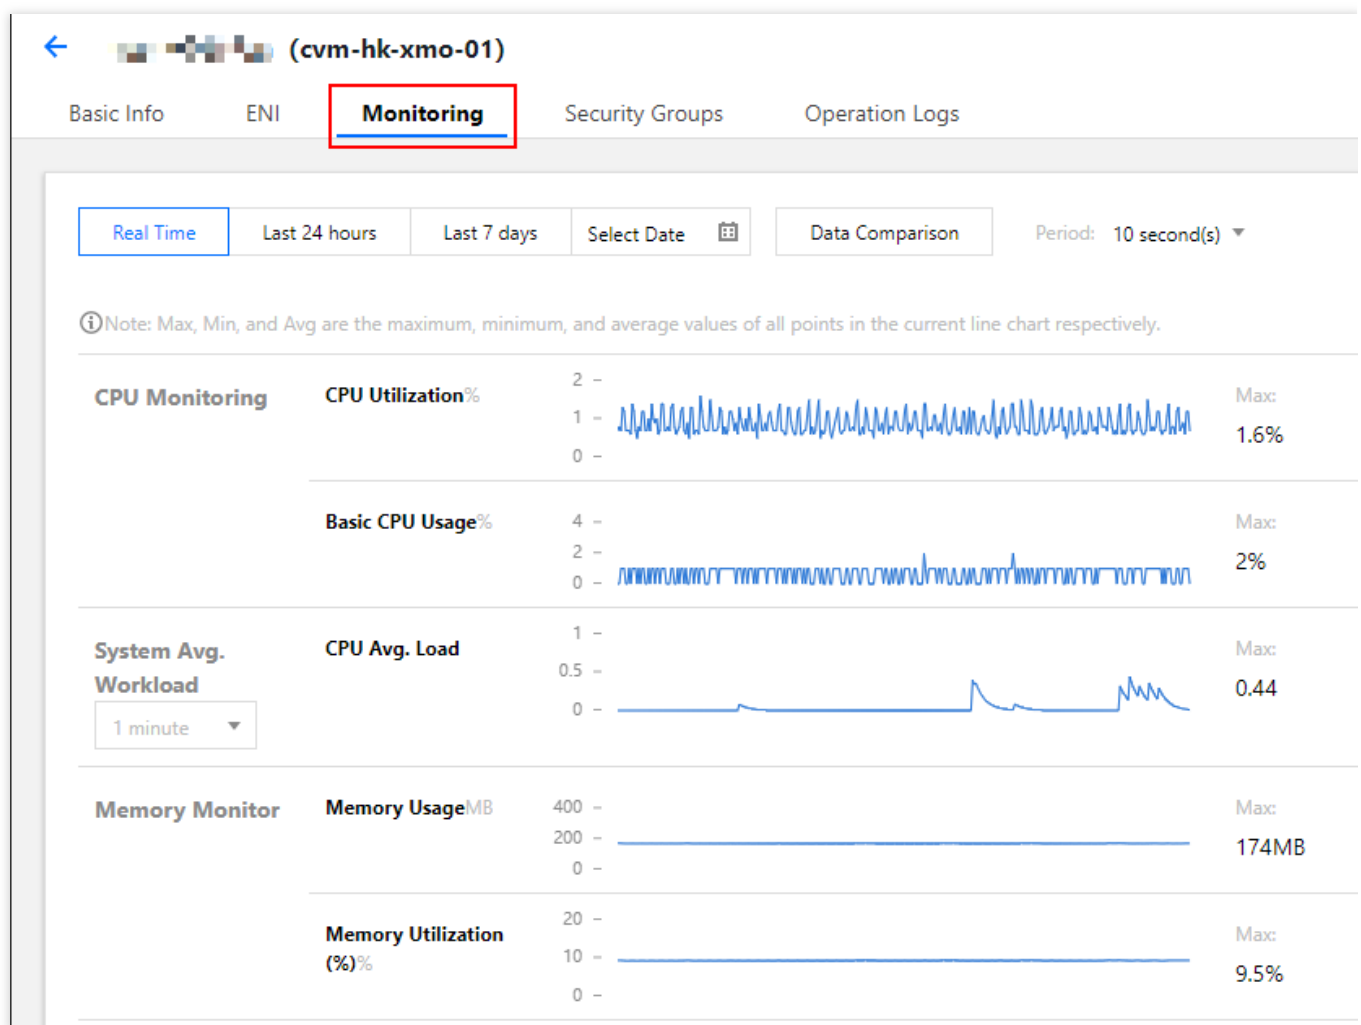 (cvm-hk-xmo-01)
Basic Info ENI Monitoring Security Groups Operation Logs
Real Time Last 24 hours Last 7 days Select Date Data Comparison Period: 10 second(s)
Note: Max, Min, and Avg are the maximum, minimum, and average values of all points in the current line chart respectively.
CPU Monitoring
CPU Utilization%
2
1
0
Max:
1.6%
Basic CPU Usage%
4
2
0
Max:
2%
System Avg.
Workload
1 minute
CPU Avg. Load
1
0.5
0
Max:
0.44
Memory Monitor
Memory UsageMB
400
200
0
Max:
174MB
Memory Utilization
(%)%
20
10
0
Max:
9.5%